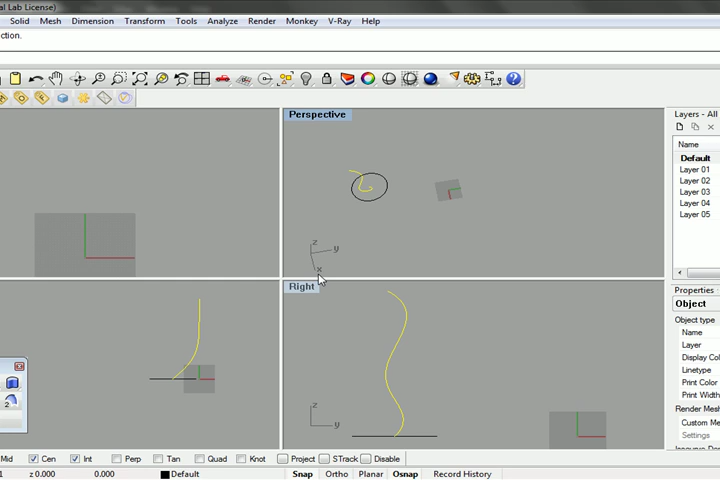 al Lab License)
Solid Mesh Dimension Transform Tools Analyze Render Monkey V-Ray Help
ction.
Perspective
z
y
x
Right
z
y
2
Layers - All
Name
Default
Layer 01
Layer 02
Layer 03
Layer 04
Layer 05
Properties
Object
Object type
Name
Layer
Display Col
Linetype
Print Color
Print Width
Render Mesh
Custom Me
Settings
Mid Cen Int Perp Tan Quad Knot Project STrack Disable
1 z 0.000 0.000 Default Snap Ortho Planar Osnap Record History